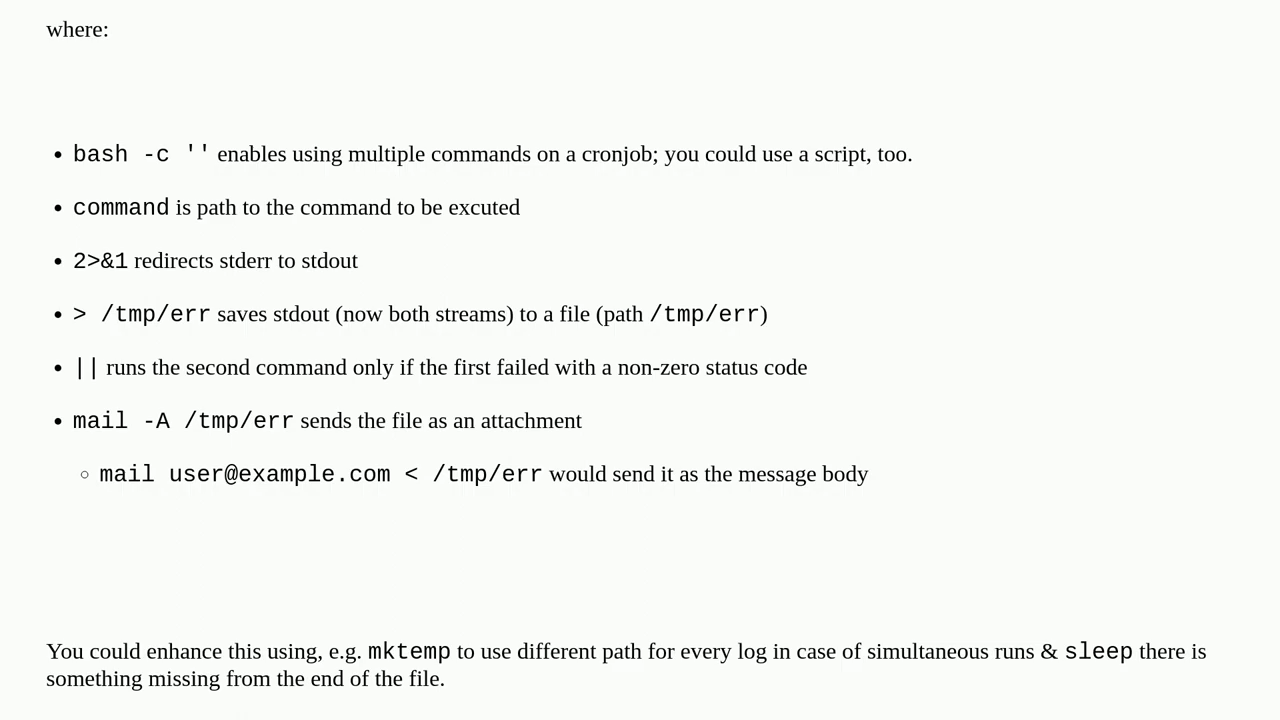 where:
• bash -c '' enables using multiple commands on a cronjob; you could use a script, too.
• command is path to the command to be excuted
• 2>&1 redirects stderr to stdout
• > /tmp/err saves stdout (now both streams) to a file (path /tmp/err)
• || runs the second command only if the first failed with a non-zero status code
• mail -A /tmp/err sends the file as an attachment
○ mail user@example.com < /tmp/err would send it as the message body
You could enhance this using, e.g. mktemp to use different path for every log in case of simultaneous runs & sleep there is
something missing from the end of the file.